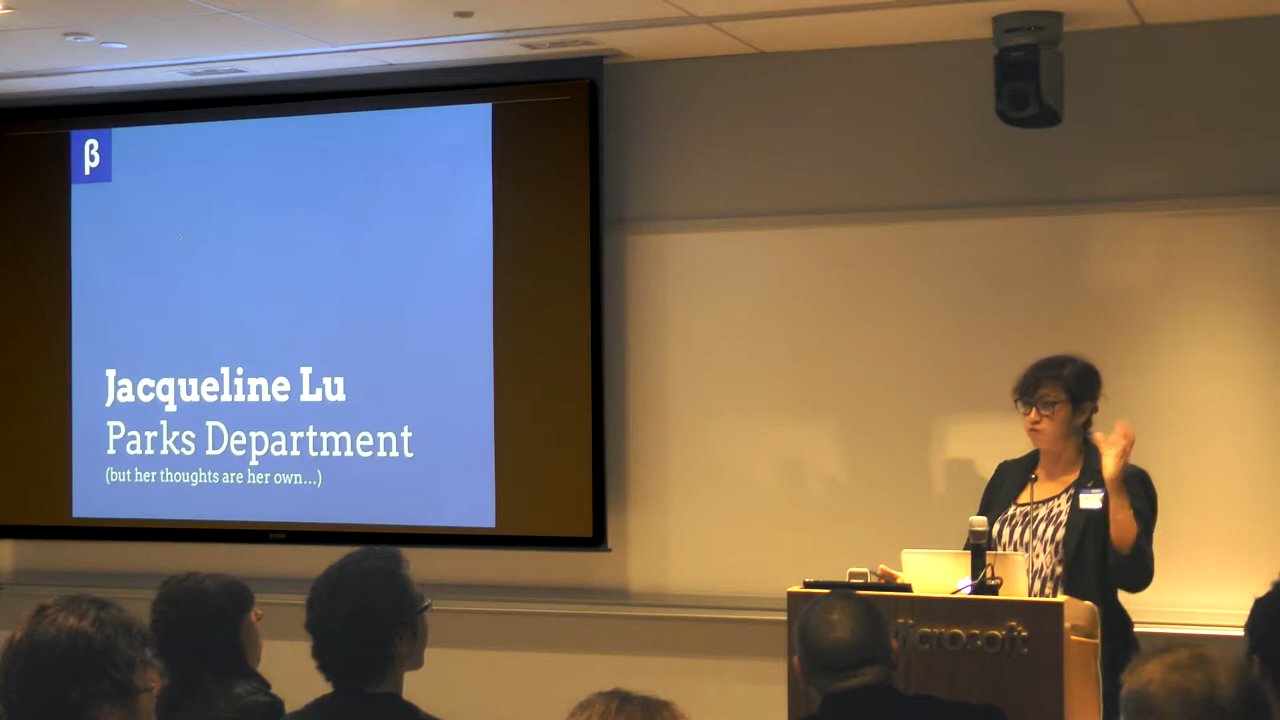 β
Jacqueline Lu
Parks Department
(but her thoughts are her own...)
Microsoft